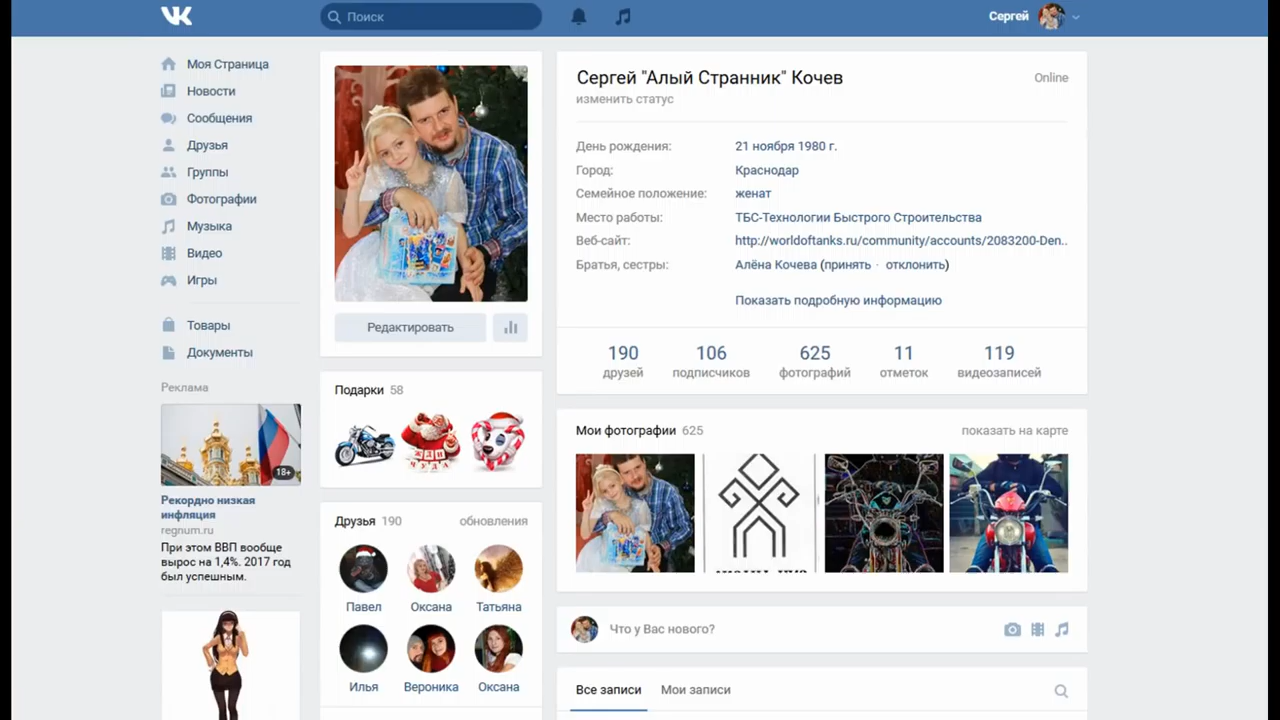 Поиск
Сергей
Моя Страница
Новости
Сообщения
Друзья
Группы
Фотографии
Музыка
Видео
Игры
Товары
Документы
Реклама
18+
Рекордно низкая
инфляция
regnum.ru
При этом ВВП вообще
вырос на 1,4%. 2017 год
был успешным.
Редактировать
Подарки 58
ЖДИ
ЧУДА
Друзья 190 обновления
Павел Оксана Татьяна
Илья Вероника Оксана
Сергей "Алый Странник" Кочев Online
изменить статус
День рождения: 21 ноября 1980 г.
Город: Краснодар
Семейное положение: женат
Место работы: ТБС-Технологии Быстрого Строительства
Веб-сайт: http://worldoftanks.ru/community/accounts/2083200-Den..
Братья, сестры: Алёна Кочева (принять · отклонить)
Показать подробную информацию
190 106 625 11 119
друзей подписчиков фотографий отметок видеозаписей
Мои фотографии 625 показать на карте
Что у Вас нового?
Все записи Мои записи